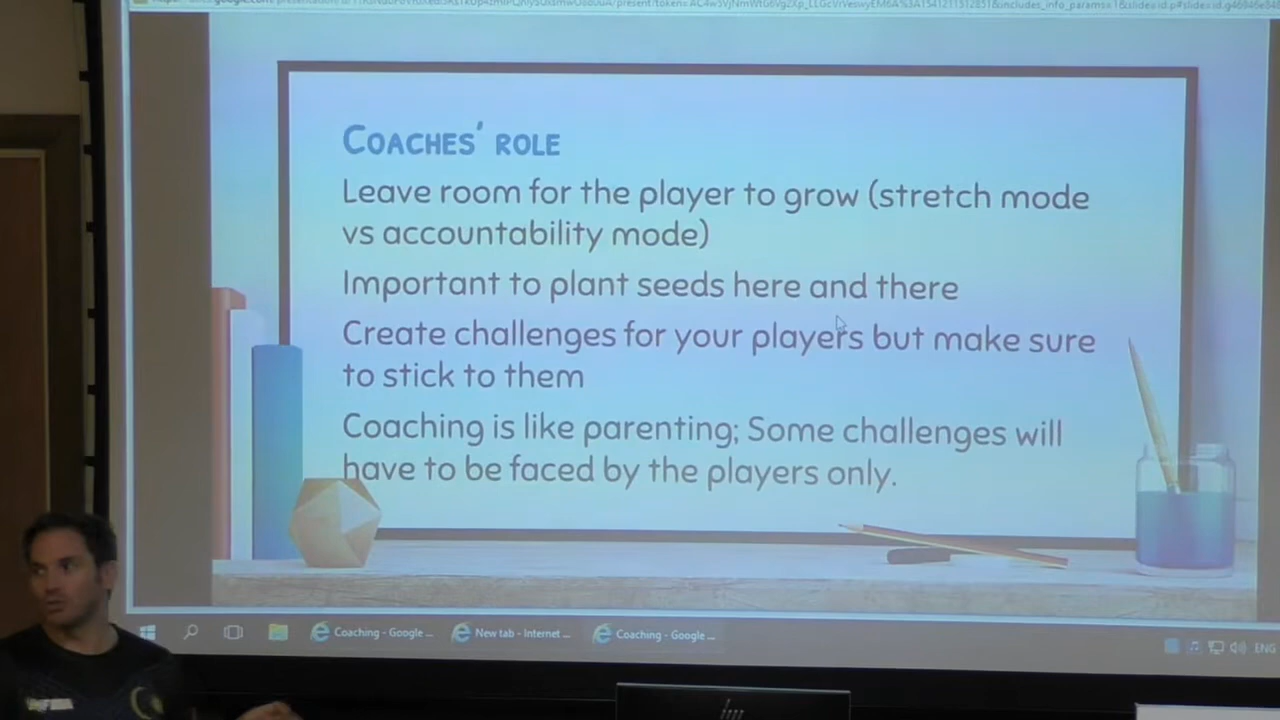 COACHES' ROLE
Leave room for the player to grow (stretch mode
vs accountability mode)
Important to plant seeds here and there
Create challenges for your players but make sure
to stick to them
Coaching is like parenting; Some challenges will
have to be faced by the players only.
Coaching - Google ...
New tab - Internet ...
Coaching - Google ...
ENG
hp